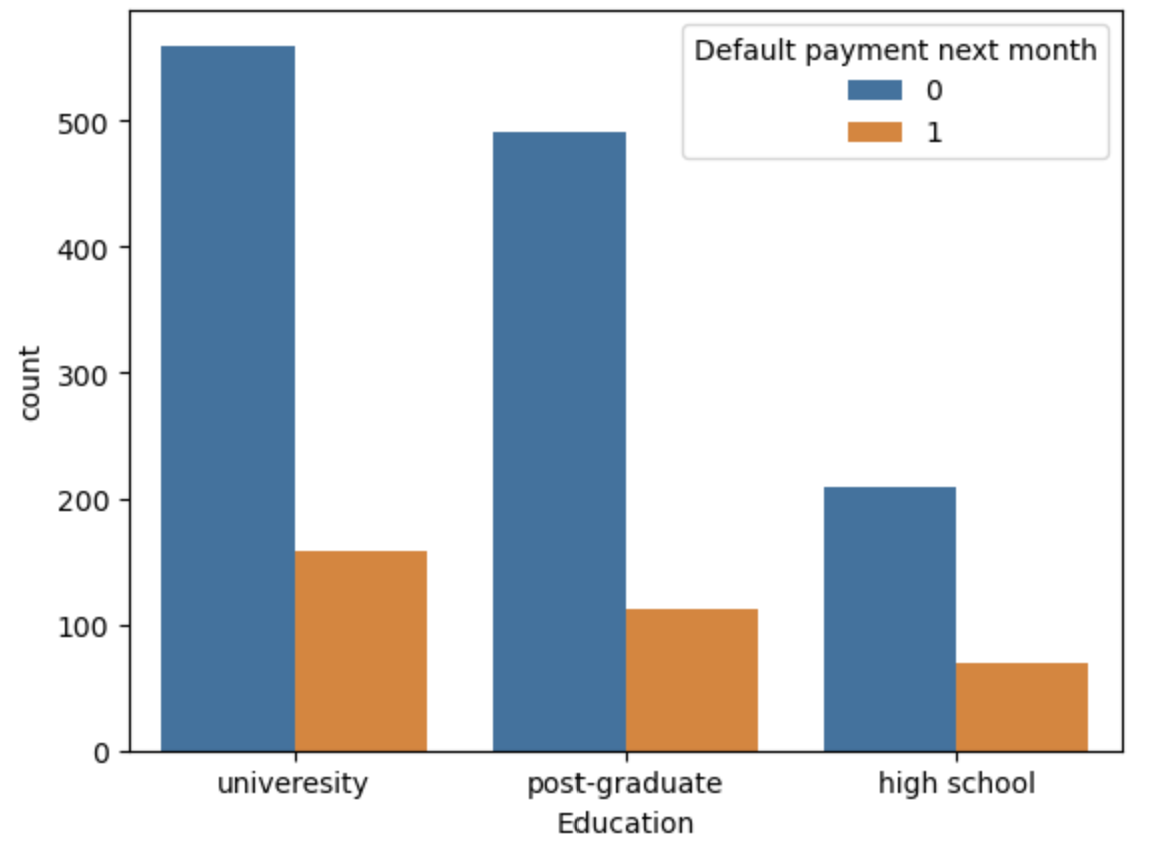 Default payment next month
0
1
500
400
300
200
100
0
count
univeresity
post-graduate
high school
Education